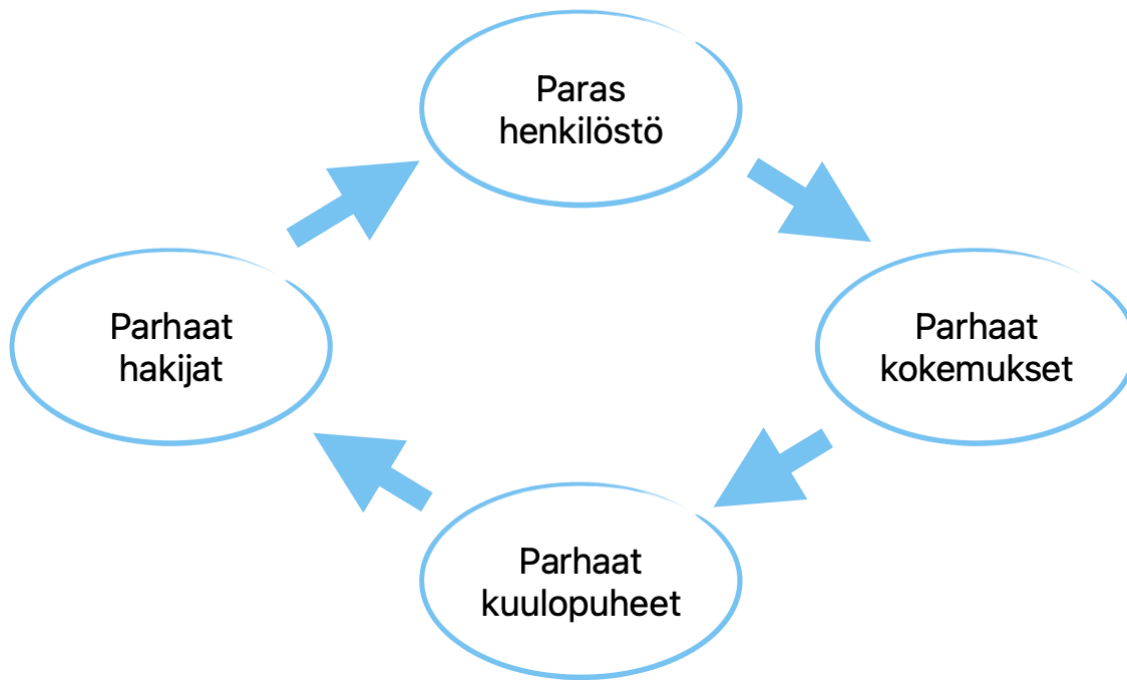 Paras
henkilöstö
Parhaat
kokemukset
Parhaat
kuulopuheet
Parhaat
hakijat